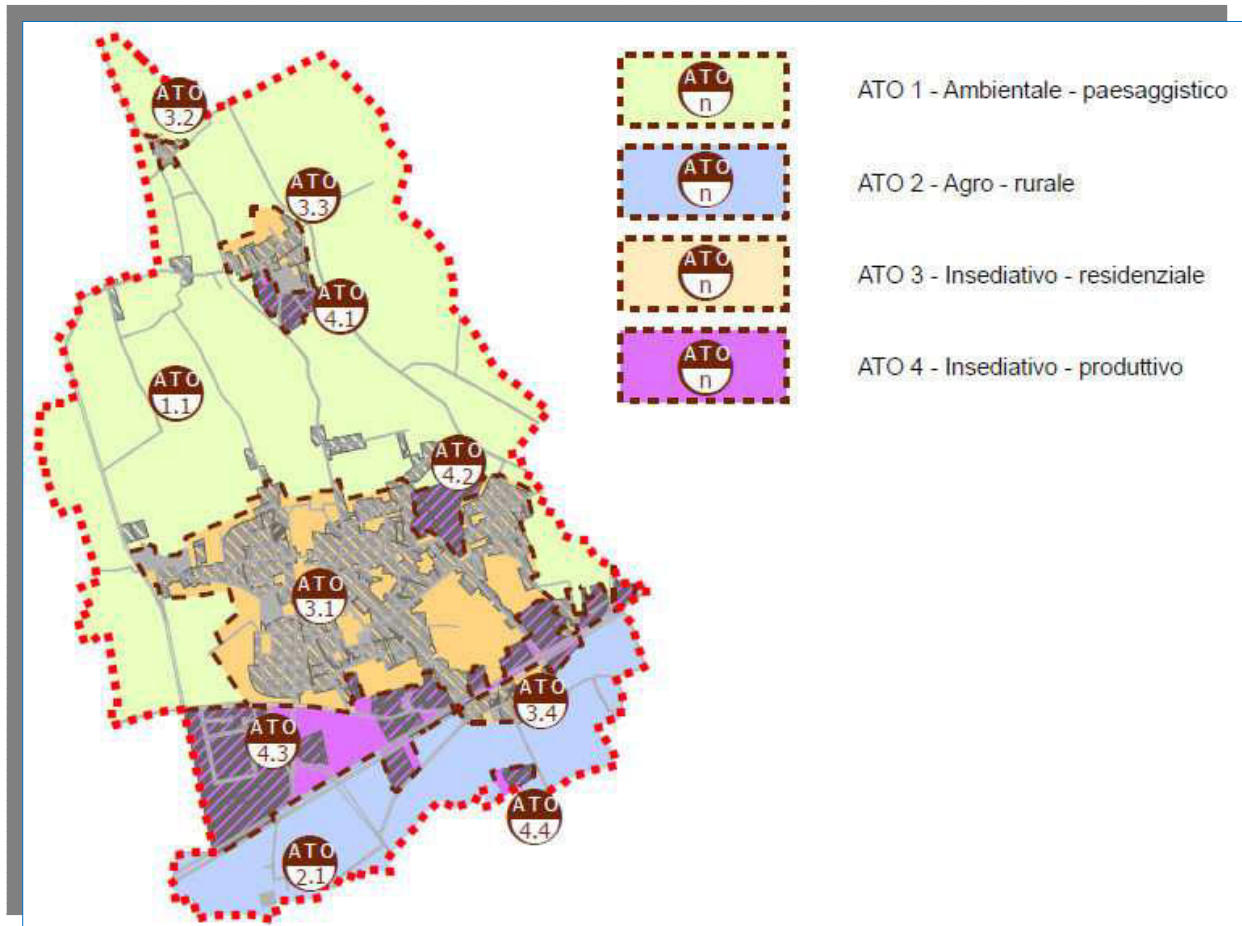 ATO
3.2
ATO
3.3
ATO
4.1
ATO
1.1
ATO
4.2
ATO
3.1
ATO
3.4
ATO
4.3
ATO
4.4
ATO
2.1
ATO
n
ATO 1 - Ambientale - paesaggistico
ATO
n
ATO 2 - Agro - rurale
ATO
n
ATO 3 - Insediativo - residenziale
ATO
n
ATO 4 - Insediativo - produttivo